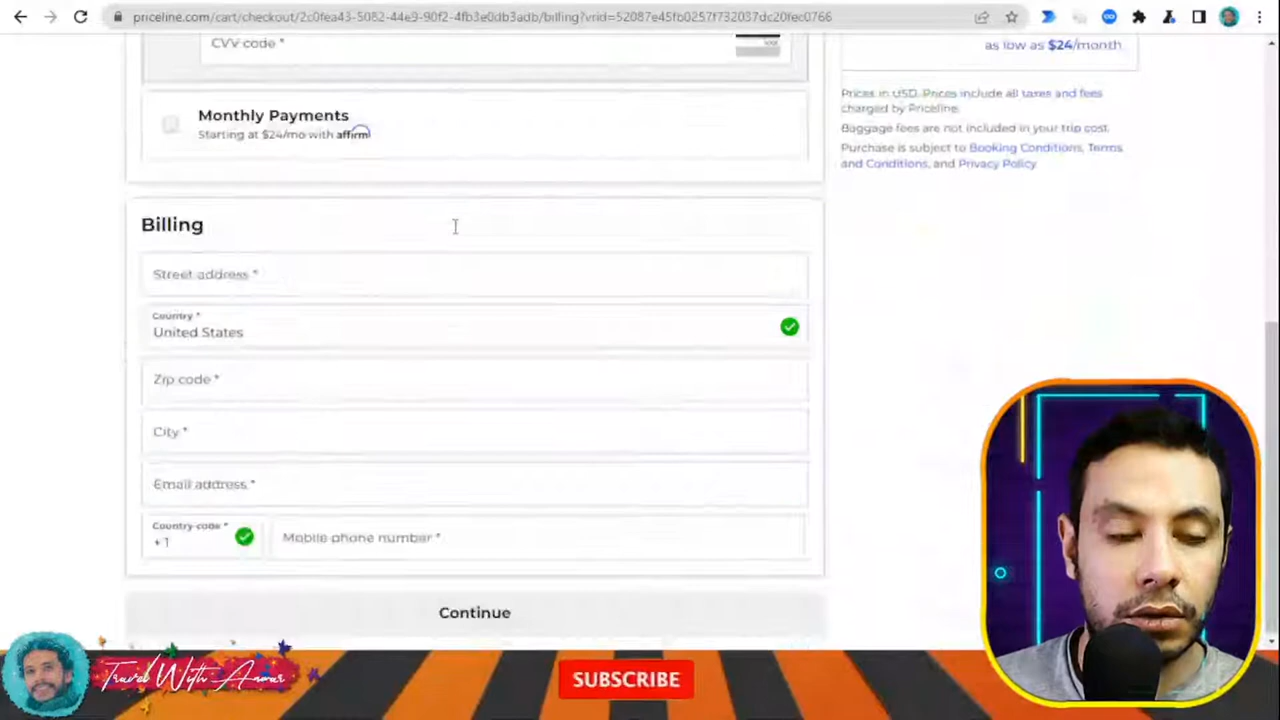 priceline.com/cart/checkout/2c0fea43-5082-44e9-90f2-4fb3e0db3adb/billing?vrid=52087e45fb0257f732037dc20fec0766
CVV code *
as low as $24/month
Monthly Payments
Starting at $24/mo with affirm
Prices in USD. Prices include all taxes and fees
charged by Priceline.
Baggage fees are not included in your trip cost.
Purchase is subject to Booking Conditions, Terms
and Conditions, and Privacy Policy
Billing
Street address *
Country *
United States
Zip code *
City *
Email address *
Country code *
+ 1
Mobile phone number *
Continue
Travel With Anour
SUBSCRIBE